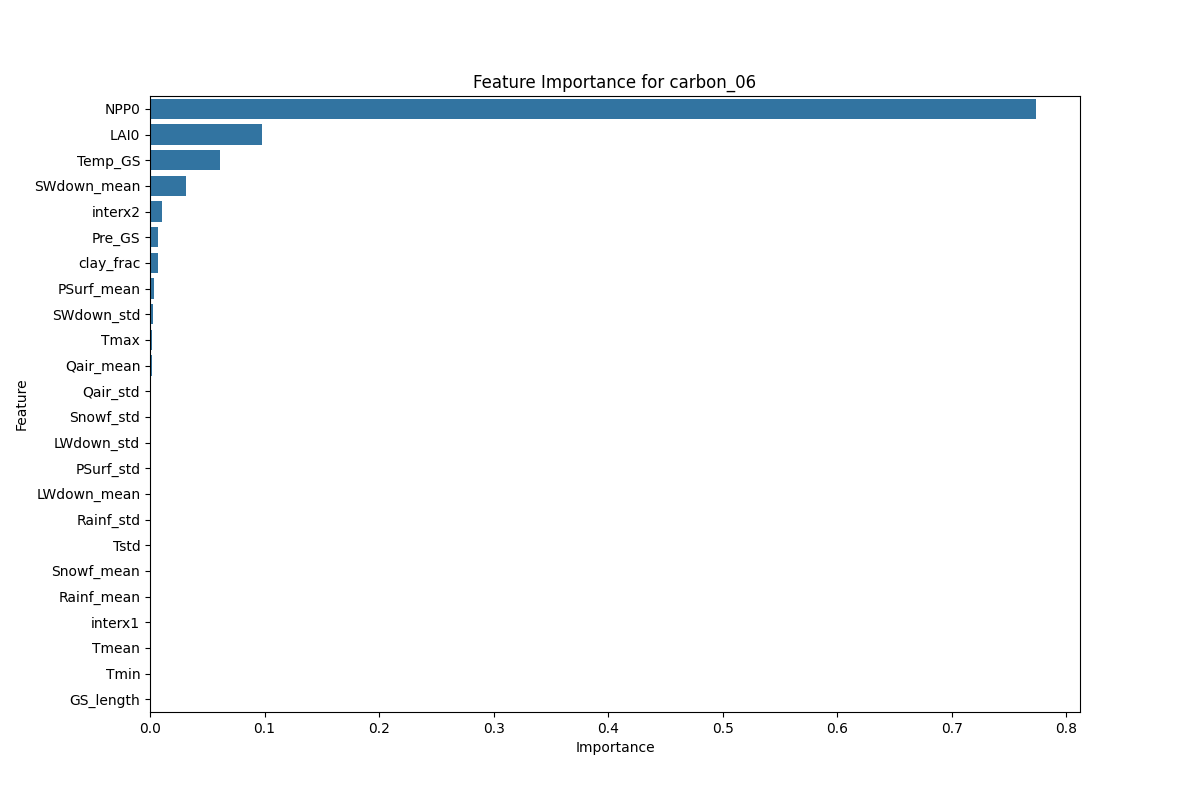 Feature Importance for carbon_06
NPP0
LAI0
Temp_GS
SWdown_mean
interx2
Pre_GS
clay_frac
PSurf_mean
SWdown_std
Tmax
Qair_mean
Qair_std
Snowf_std
LWdown_std
PSurf_std
LWdown_mean
Rainf_std
Tstd
Snowf_mean
Rainf_mean
interx1
Tmean
Tmin
GS_length
Feature
0.0 0.1 0.2 0.3 0.4 0.5 0.6 0.7 0.8
Importance